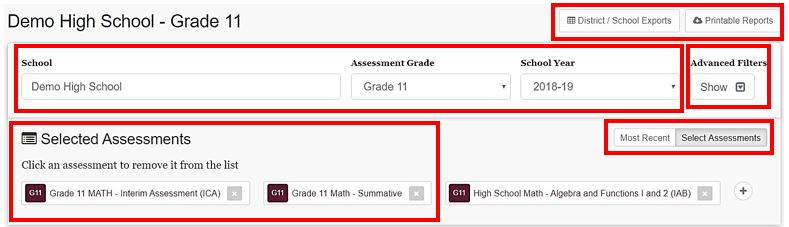 Demo High School - Grade 11
District / School Exports
Printable Reports
School
Assessment Grade
School Year
Advanced Filters
Demo High School
Grade 11
2018-19
Show
Selected Assessments
Most Recent
Select Assessments
Click an assessment to remove it from the list
G11 Grade 11 MATH - Interim Assessment (ICA)
G11 Grade 11 Math - Summative
G11 High School Math - Algebra and Functions I and 2 (IAB)